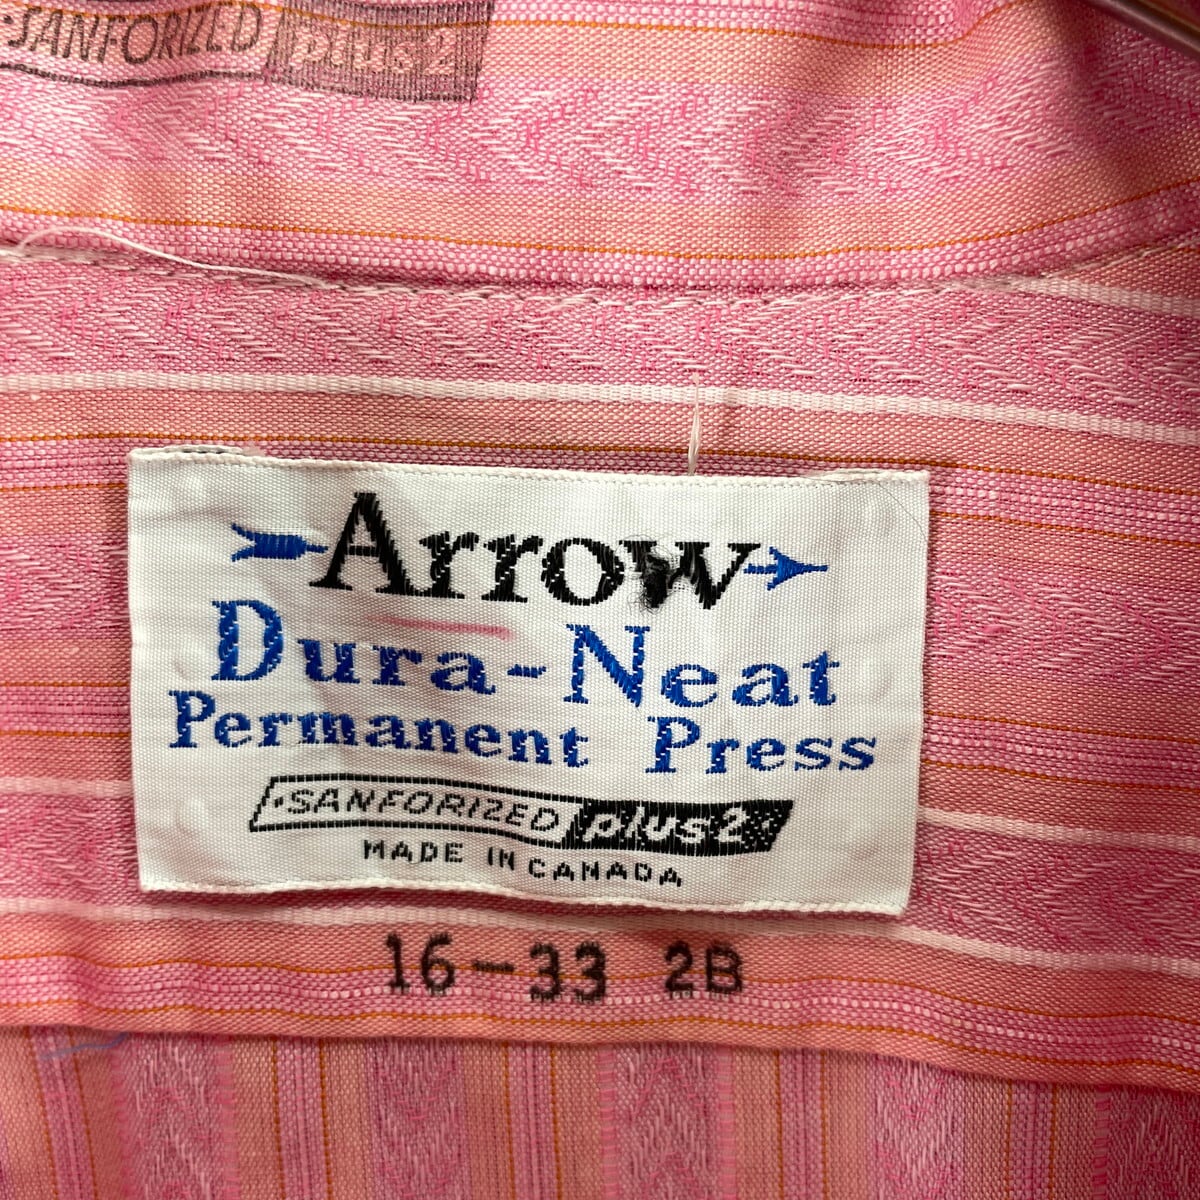 ·SANFORIZED plus 2
Arrow
Dura-Neat
Permanent Press
·SANFORIZED plus2·
MADE IN CANADA
16-33 2B